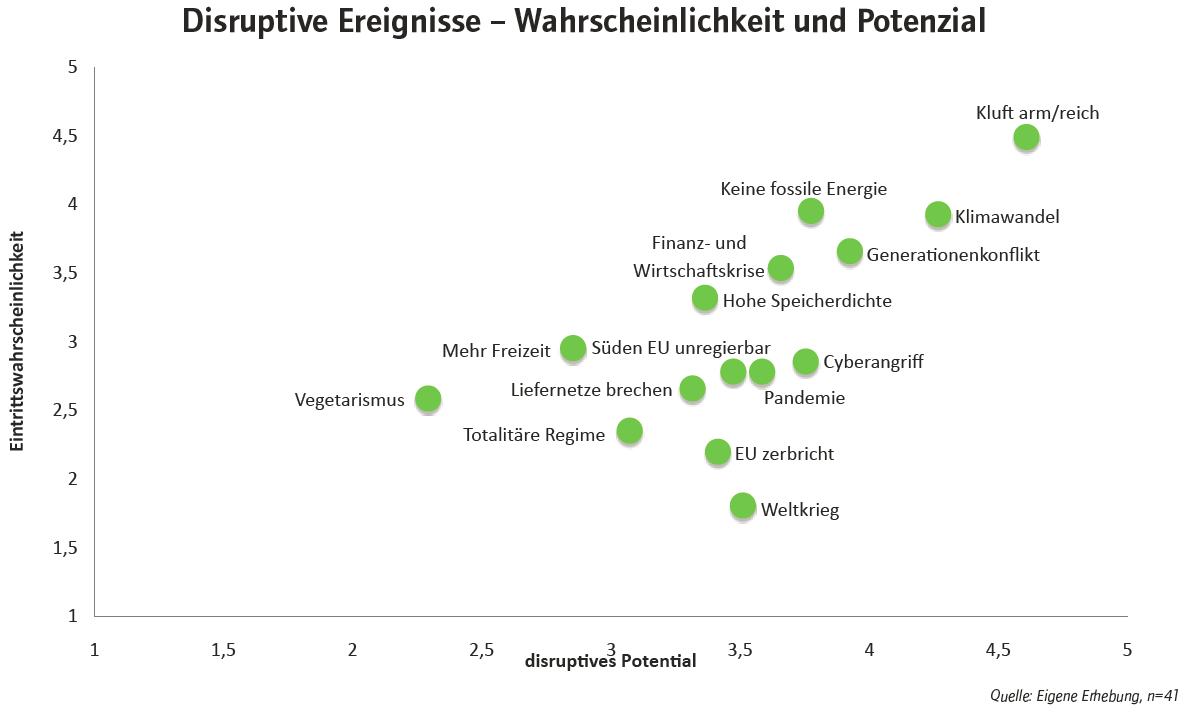 Disruptive Ereignisse – Wahrscheinlichkeit und Potenzial
5
4,5
4
3,5
3
2,5
2
1,5
1
Eintrittswahrscheinlichkeit
Kluft arm/reich
Keine fossile Energie
Klimawandel
Finanz- und
Wirtschaftskrise
Generationenkonflikt
Hohe Speicherdichte
Mehr Freizeit
Süden EU unregierbar
Cyberangriff
Liefernetze brechen
Pandemie
Vegetarismus
Totalitäre Regime
EU zerbricht
Weltkrieg
1 1,5 2 2,5 3 3,5 4 4,5 5
disruptives Potential
Quelle: Eigene Erhebung, n=41